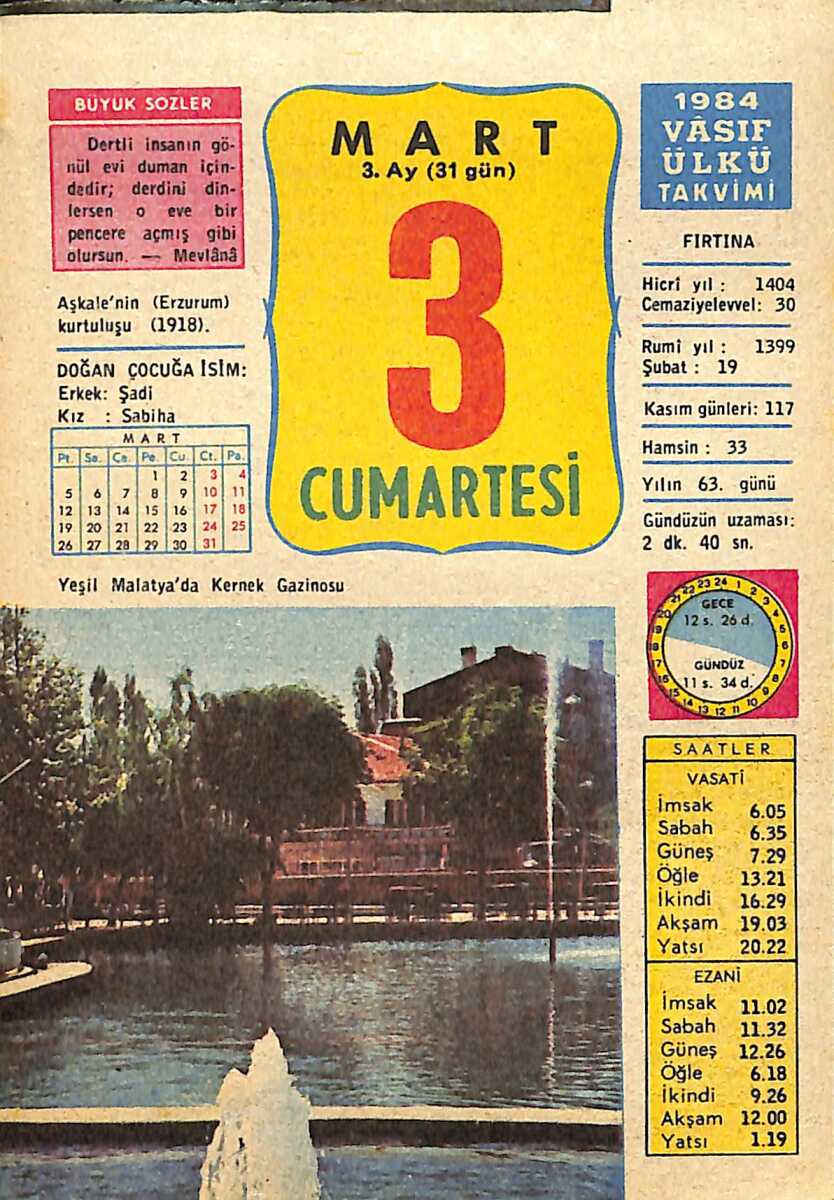 BÜYÜK SÖZLER
Dertli insanın gö-
nül evi duman için-
dedir; derdini din-
lersen o eve bir
pencere açmış gibi
olursun. — Mevlânâ
Aşkale'nin (Erzurum)
kurtuluşu (1918).
DOĞAN ÇOCUĞA İSİM:
Erkek: Şadi
Kız : Sabiha
MART
Pt. Sa. Ça. Pe. Cu. Ct. Pa.
1 2 3 4
5 6 7 8 9 10 11
12 13 14 15 16 17 18
19 20 21 22 23 24 25
26 27 28 29 30 31
MART
3. Ay (31 gün)
3
CUMARTESİ
1984
VÂSIF
ÜLKÜ
TAKVİMİ
FIRTINA
Hicrî yıl : 1404
Cemaziyelevvel: 30
Rumî yıl : 1399
Şubat : 19
Kasım günleri: 117
Hamsin : 33
Yılın 63. günü
Gündüzün uzaması:
2 dk. 40 sn.
Yeşil Malatya'da Kernek Gazinosu
GECE
12 s. 26 d.
GÜNDÜZ
11 s. 34 d.
SAATLER
VASATİ
İmsak 6.05
Sabah 6.35
Güneş 7.29
Öğle 13.21
İkindi 16.29
Akşam 19.03
Yatsı 20.22
EZANİ
İmsak 11.02
Sabah 11.32
Güneş 12.26
Öğle 6.18
İkindi 9.26
Akşam 12.00
Yatsı 1.19